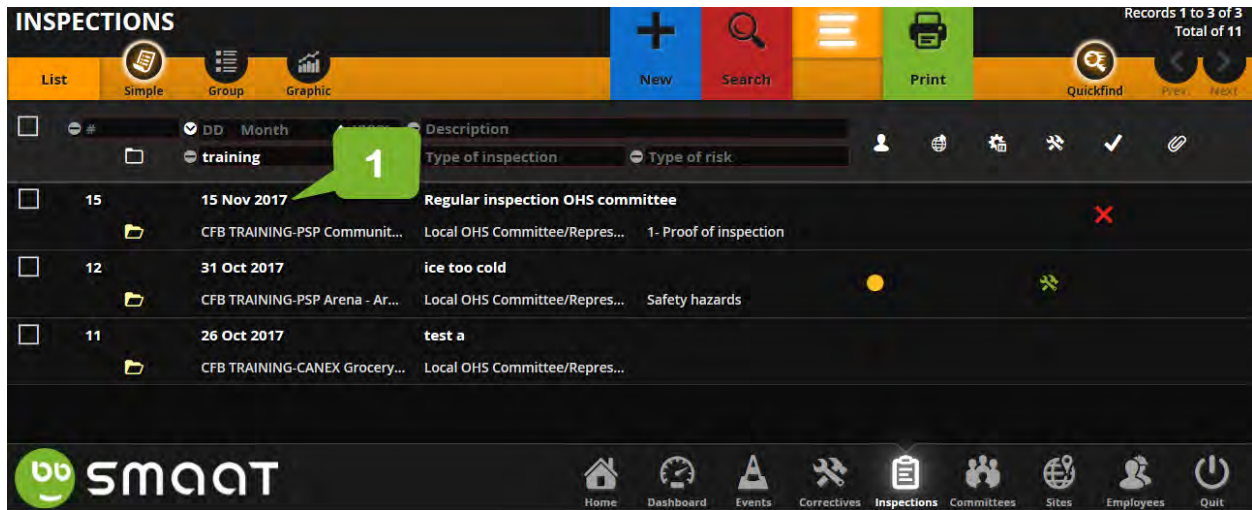 INSPECTIONS
Records 1 to 3 of 3
Total of 11
List
Simple
Group
Graphic
New
Search
Print
Quickfind
Prev.
Next
# DD Month Description
training Type of inspection Type of risk
1
15 15 Nov 2017 Regular inspection OHS committee
CFB TRAINING-PSP Communit... Local OHS Committee/Repres... 1- Proof of inspection
12 31 Oct 2017 ice too cold
CFB TRAINING-PSP Arena - Ar... Local OHS Committee/Repres... Safety hazards
11 26 Oct 2017 test a
CFB TRAINING-CANEX Grocery... Local OHS Committee/Repres...
smaaT
Home Dashboard Events Correctives Inspections Committees Sites Employees Quit